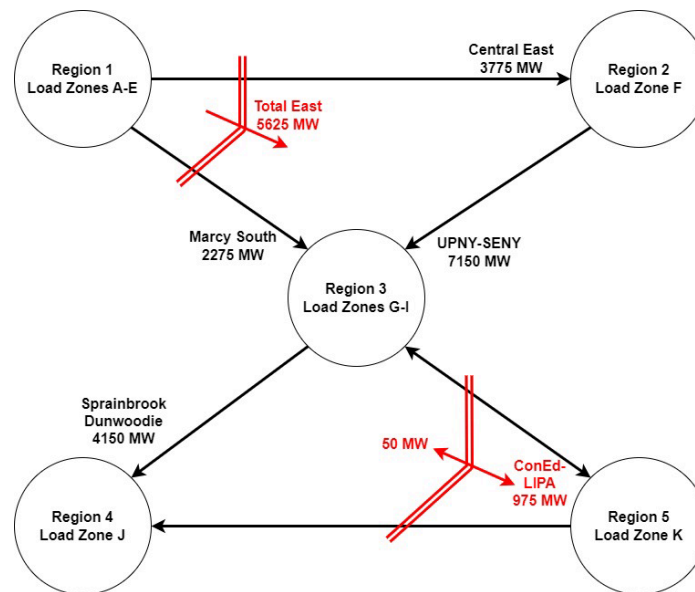 Region 1
Load Zones A-E
Central East
3775 MW
Region 2
Load Zone F
Total East
5625 MW
Marcy South
2275 MW
UPNY-SENY
7150 MW
Region 3
Load Zones G-I
Sprainbrook
Dunwoodie
4150 MW
50 MW
ConEd-
LIPA
975 MW
Region 4
Load Zone J
Region 5
Load Zone K